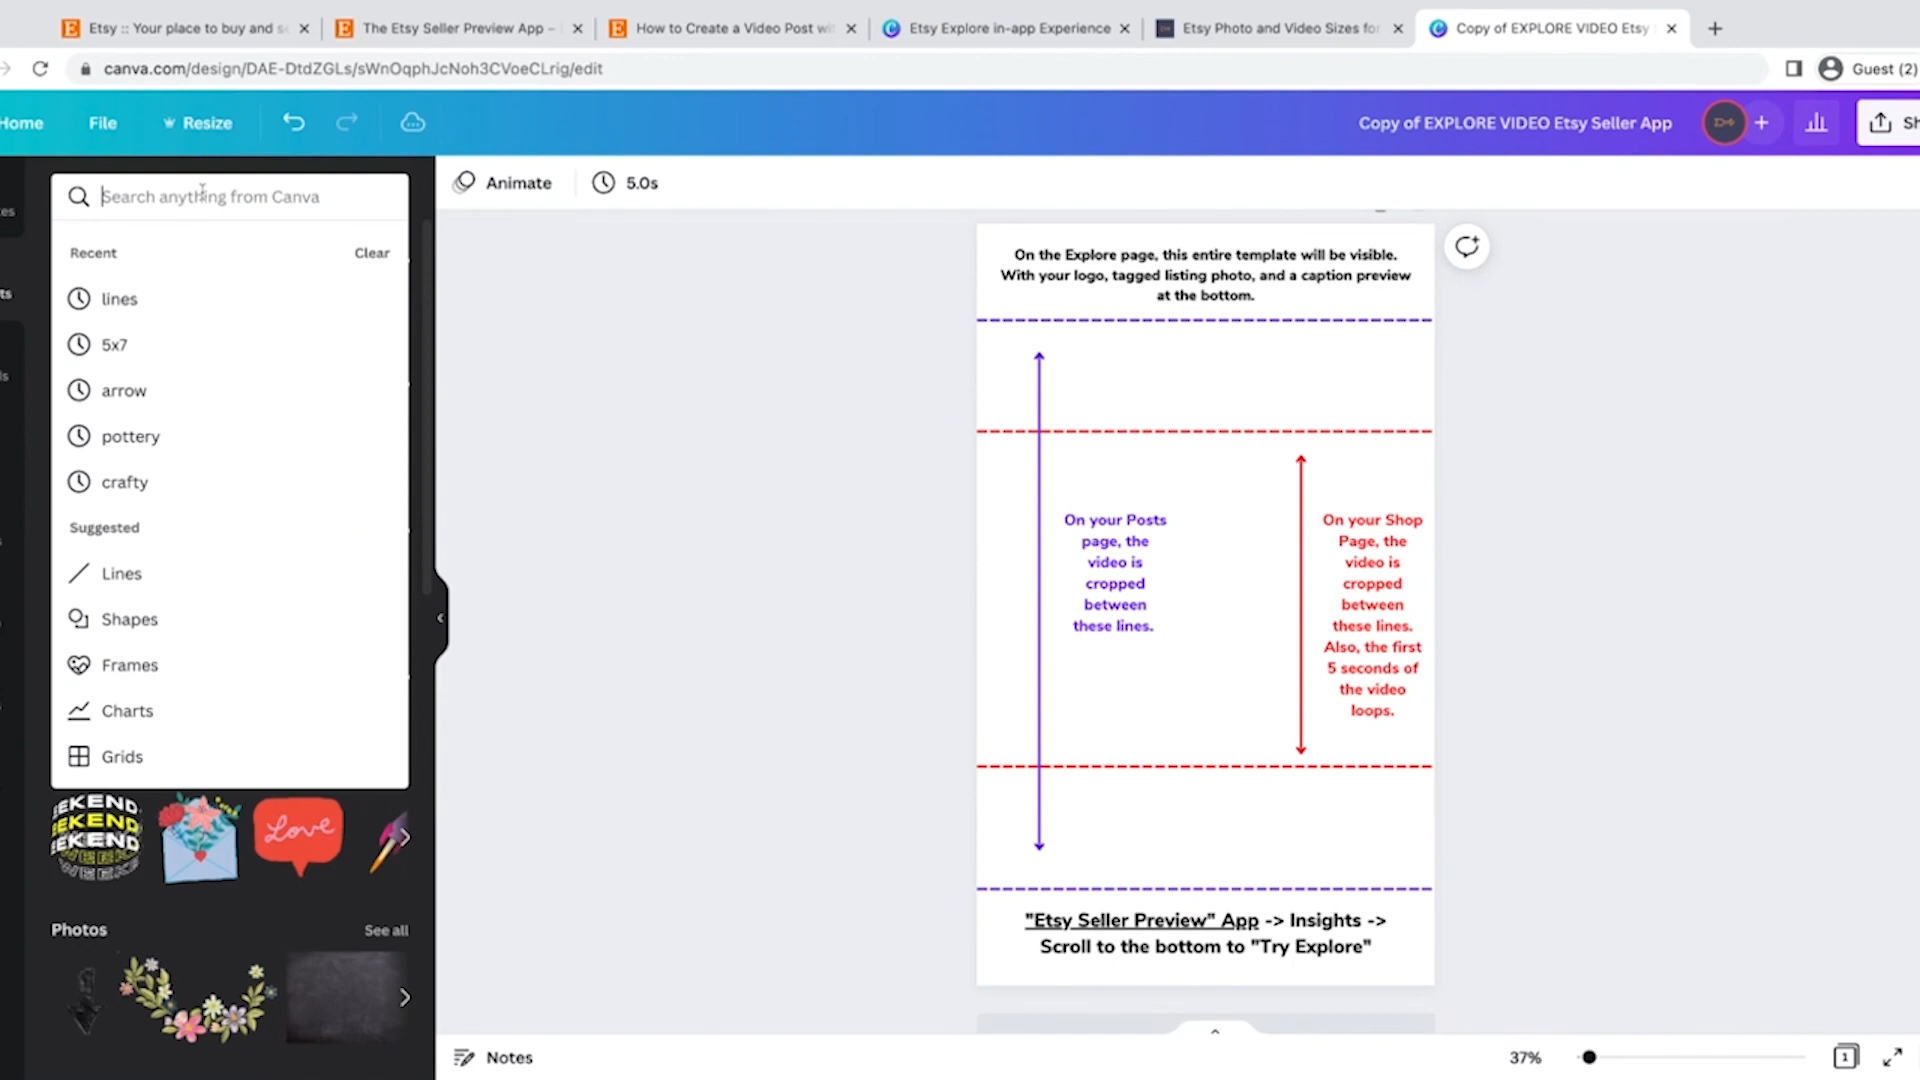 Etsy :: Your place to buy and s
The Etsy Seller Preview App –
How to Create a Video Post wi
Etsy Explore in-app Experience
Etsy Photo and Video Sizes for
Copy of EXPLORE VIDEO Etsy
canva.com/design/DAE-DtdZGLs/sWnOqphJcNoh3CVoeCLrig/edit
Guest (2)
Home
File
Resize
Copy of EXPLORE VIDEO Etsy Seller App
Sh
Search anything from Canva
Animate
5.0s
Recent
Clear
lines
5x7
arrow
pottery
crafty
Suggested
Lines
Shapes
Frames
Charts
Grids
EKEND
EKEND
EKEND
WEEKS
Love
Photos
See all
On the Explore page, this entire template will be visible.
With your logo, tagged listing photo, and a caption preview
at the bottom.
On your Posts
page, the
video is
cropped
between
these lines.
On your Shop
Page, the
video is
cropped
between
these lines.
Also, the first
5 seconds of
the video
loops.
"Etsy Seller Preview" App -> Insights ->
Scroll to the bottom to "Try Explore"
Notes
37%
1